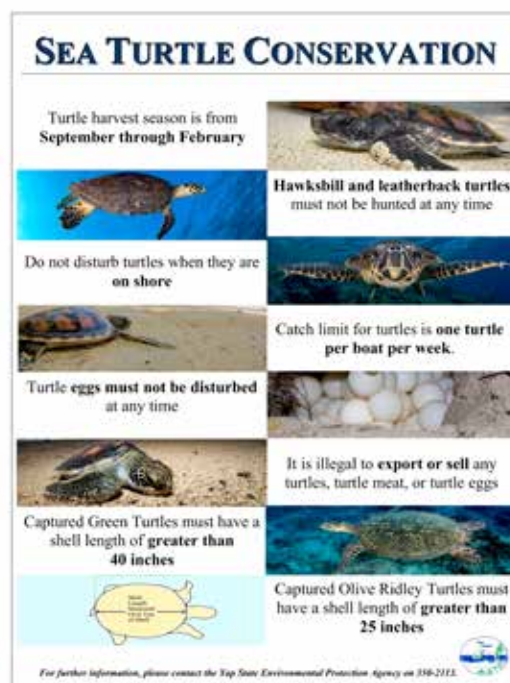 SEA TURTLE CONSERVATION
Turtle harvest season is from
September through February
Hawksbill and leatherback turtles
must not be hunted at any time
Do not disturb turtles when they are
on shore
Catch limit for turtles is one turtle
per boat per week.
Turtle eggs must not be disturbed
at any time
It is illegal to export or sell any
turtles, turtle meat, or turtle eggs
Captured Green Turtles must have a
shell length of greater than
40 inches
Captured Olive Ridley Turtles must
have a shell length of greater than
25 inches
For further information, please contact the Yap State Environmental Protection Agency on 350-2113.